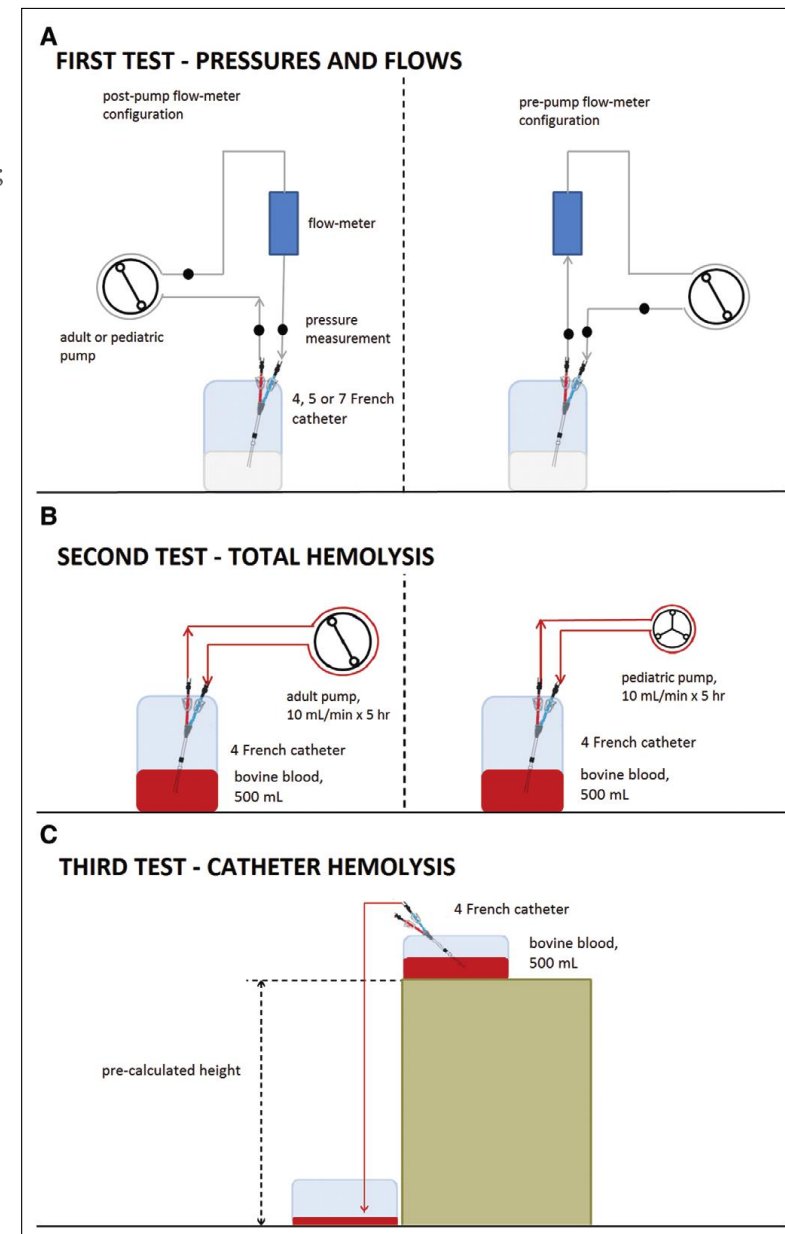 A
FIRST TEST - PRESSURES AND FLOWS
post-pump flow-meter
configuration
flow-meter
adult or pediatric
pump
pressure
measurement
4, 5 or 7 French
catheter
pre-pump flow-meter
configuration
B
SECOND TEST - TOTAL HEMOLYSIS
adult pump,
10 mL/min x 5 hr
4 French catheter
bovine blood,
500 mL
pediatric pump,
10 mL/min x 5 hr
4 French catheter
bovine blood,
500 mL
C
THIRD TEST - CATHETER HEMOLYSIS
4 French catheter
bovine blood,
500 mL
pre-calculated height